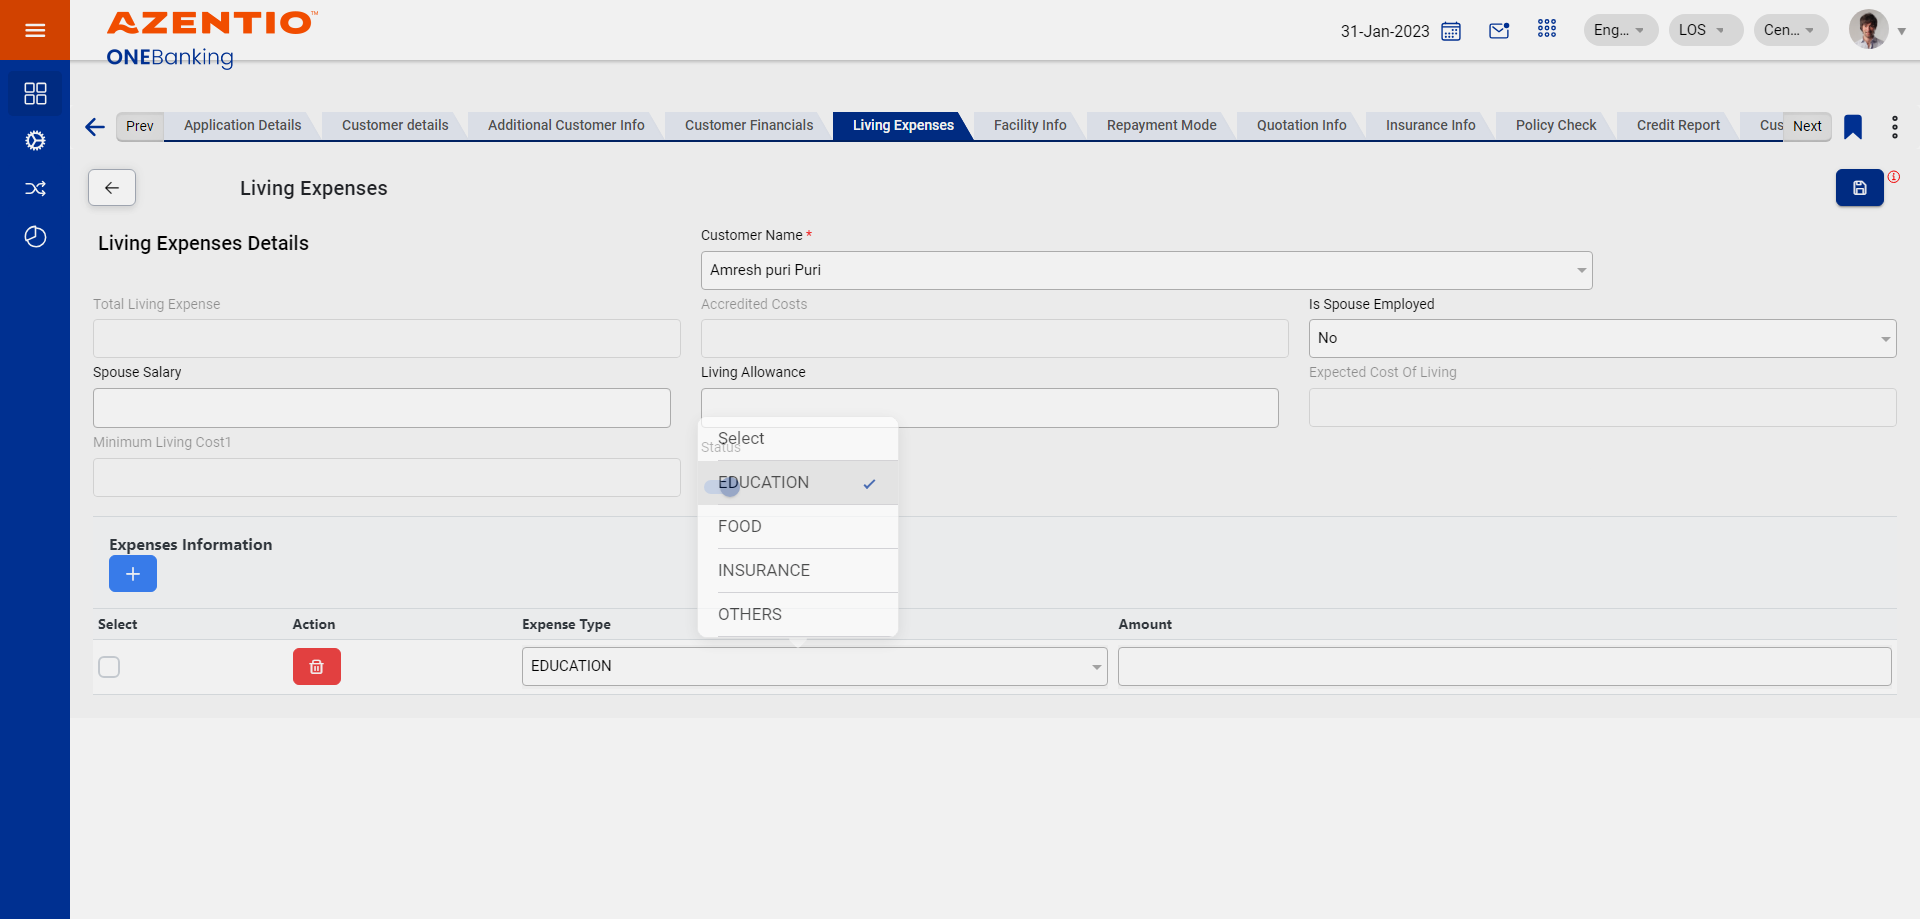 AZENTIO™
ONEBanking
31-Jan-2023
Eng...
LOS
Cen...
Prev
Application Details
Customer details
Additional Customer Info
Customer Financials
Living Expenses
Facility Info
Repayment Mode
Quotation Info
Insurance Info
Policy Check
Credit Report
Cus
Next
Living Expenses
Living Expenses Details
Customer Name *
Amresh puri Puri
Total Living Expense
Accredited Costs
Is Spouse Employed
No
Spouse Salary
Living Allowance
Expected Cost Of Living
Minimum Living Cost1
Status
Select
EDUCATION
FOOD
INSURANCE
OTHERS
Expenses Information
Select
Action
Expense Type
Amount
EDUCATION